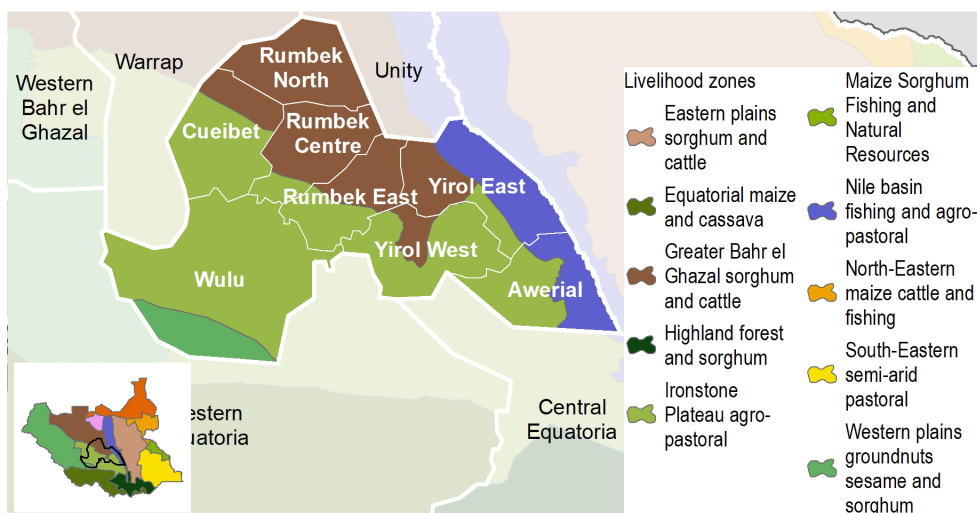 Warrap
Unity
Western
Bahr el
Ghazal
Rumbek
North
Cueibet
Rumbek
Centre
Rumbek East
Yirol East
Yirol West
Wulu
Awerial
estern
uatoria
Central
Equatoria
Livelihood zones
Eastern plains
sorghum and
cattle
Equatorial maize
and cassava
Greater Bahr el
Ghazal sorghum
and cattle
Highland forest
and sorghum
Ironstone
Plateau agro-
pastoral
Maize Sorghum
Fishing and
Natural
Resources
Nile basin
fishing and agro-
pastoral
North-Eastern
maize cattle and
fishing
South-Eastern
semi-arid
pastoral
Western plains
groundnuts
sesame and
sorghum